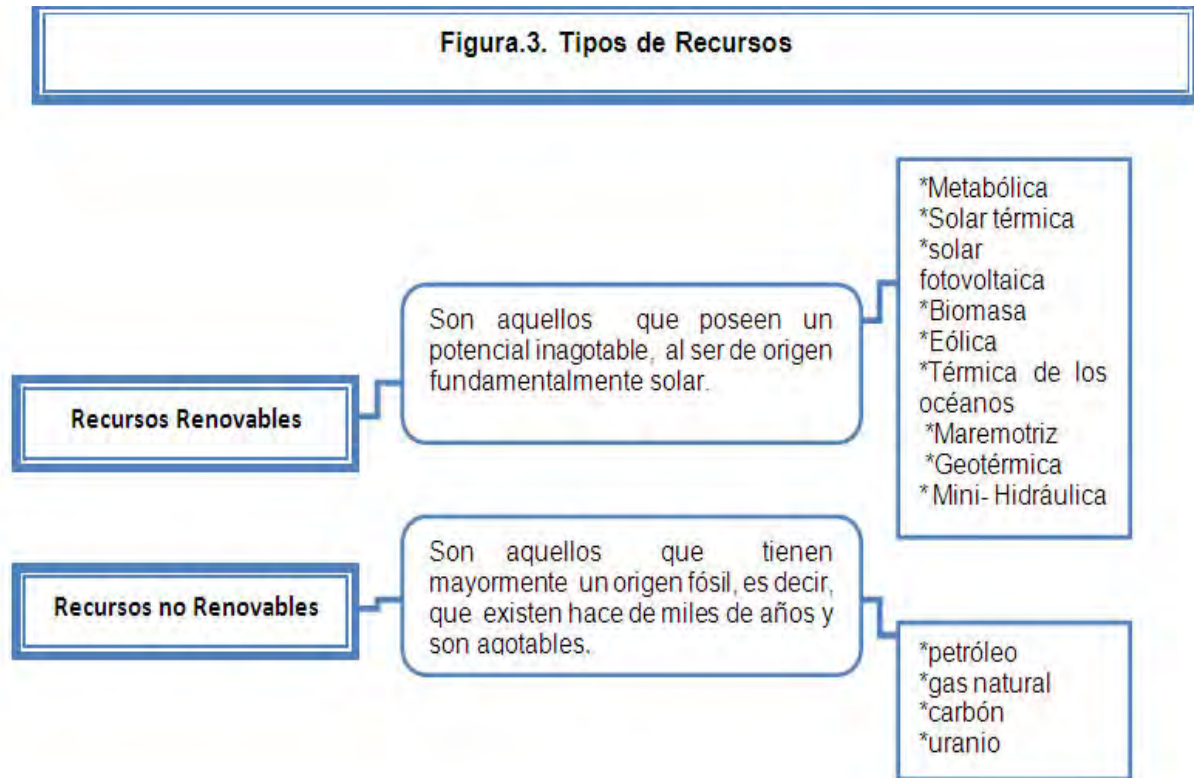 Figura.3. Tipos de Recursos
Recursos Renovables
Son aquellos que poseen un
potencial inagotable, al ser de origen
fundamentalmente solar.
*Metabólica
*Solar térmica
*solar
fotovoltaica
*Biomasa
*Eólica
*Térmica de los
océanos
*Maremotriz
*Geotérmica
*Mini- Hidráulica
Recursos no Renovables
Son aquellos que tienen
mayormente un origen fósil, es decir,
que existen hace de miles de años y
son agotables.
*petróleo
*gas natural
*carbón
*uranio